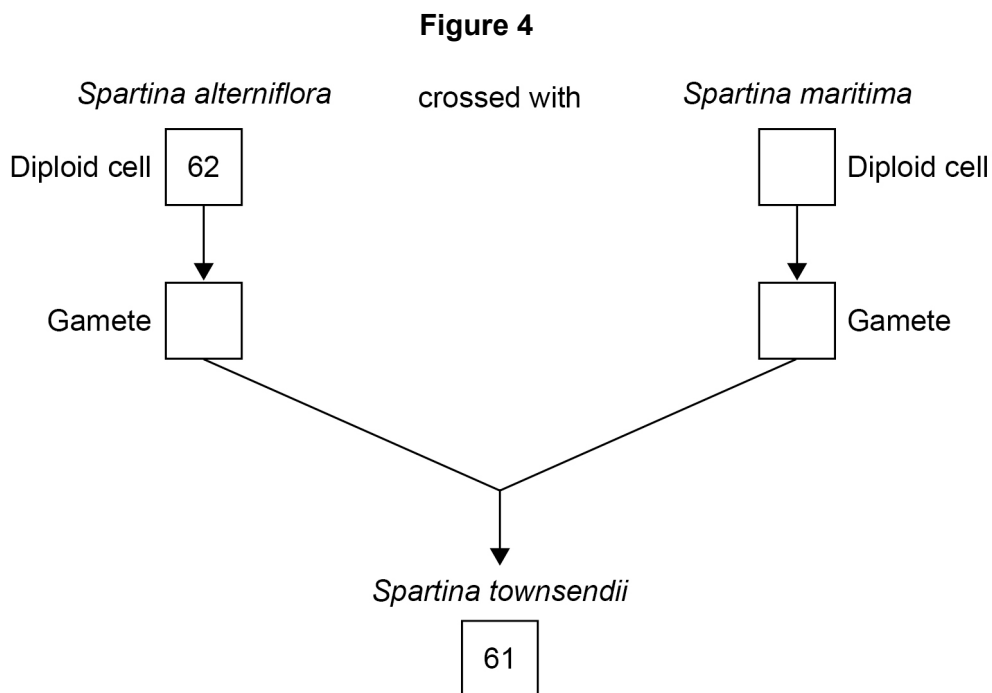 Figure 4
Spartina alterniflora crossed with Spartina maritima
Diploid cell 62 Diploid cell
Gamete Gamete
Spartina townsendii
61